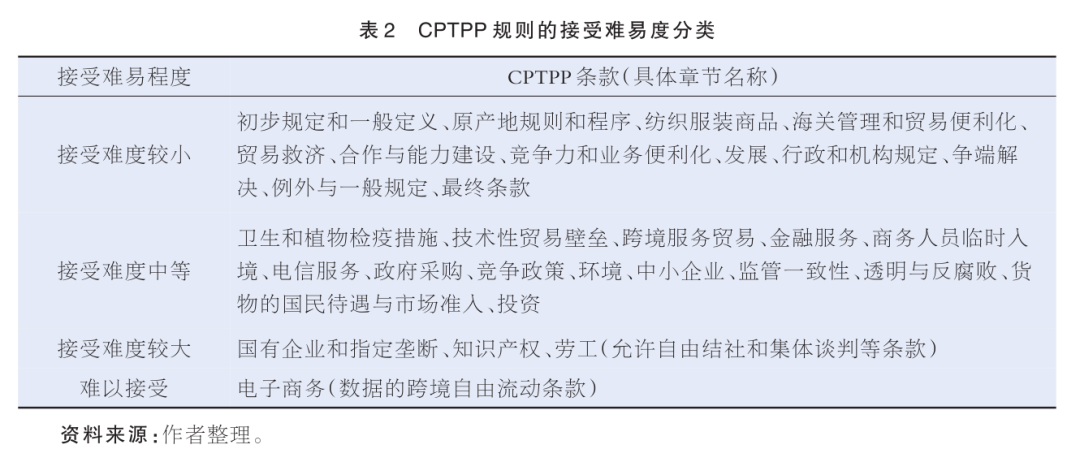 表2 CPTPP规则的接受难易度分类
接受难易程度 CPTPP条款(具体章节名称)
接受难度较小
初步规定和一般定义、原产地规则和程序、纺织服装商品、海关管理和贸易便利化、
贸易救济、合作与能力建设、竞争力和业务便利化、发展、行政和机构规定、争端解
决、例外与一般规定、最终条款
接受难度中等
卫生和植物检疫措施、技术性贸易壁垒、跨境服务贸易、金融服务、商务人员临时入
境、电信服务、政府采购、竞争政策、环境、中小企业、监管一致性、透明与反腐败、货
物的国民待遇与市场准入、投资
接受难度较大 国有企业和指定垄断、知识产权、劳工(允许自由结社和集体谈判等条款)
难以接受 电子商务(数据的跨境自由流动条款)
资料来源:作者整理。